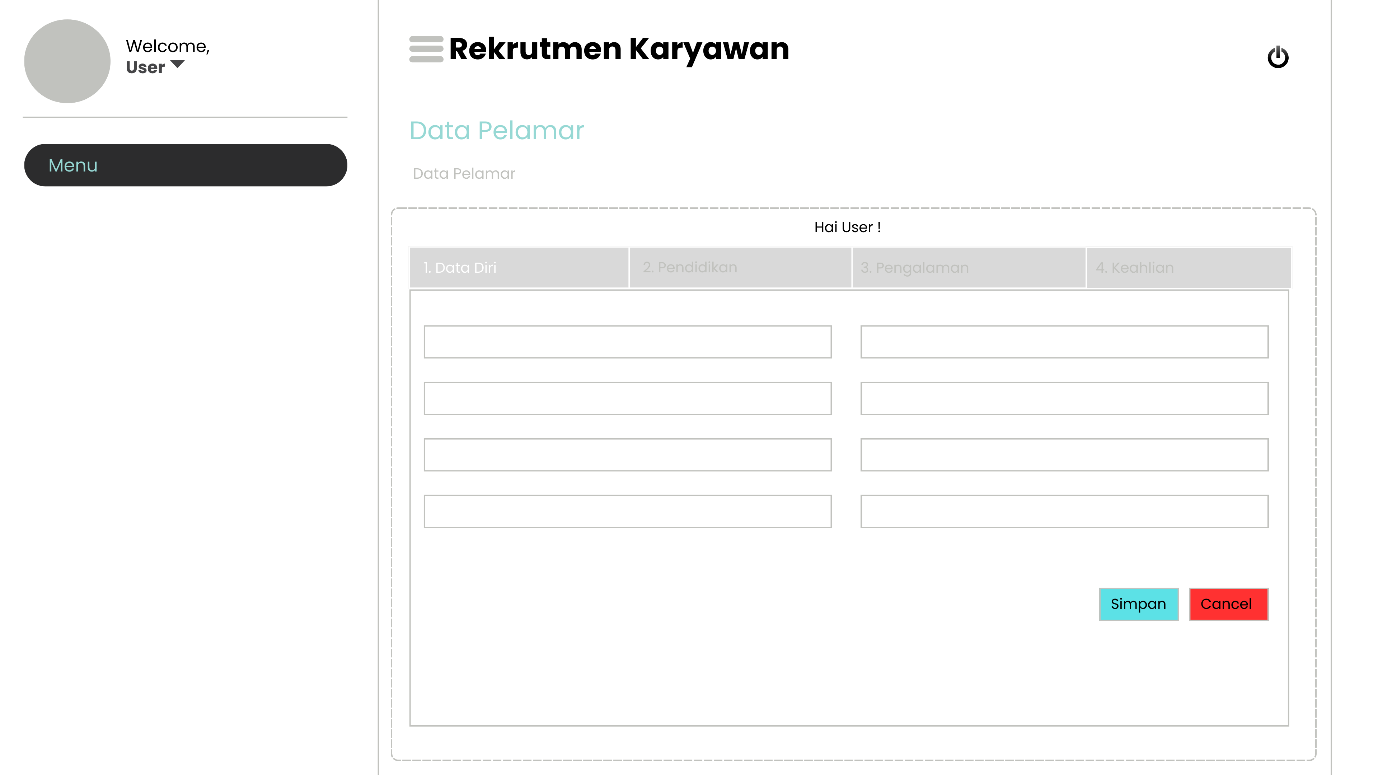 Welcome,
User
Menu
Rekrutmen Karyawan
Data Pelamar
Data Pelamar
Hai User !
1. Data Diri
2. Pendidikan
3. Pengalaman
4. Keahlian
Simpan
Cancel